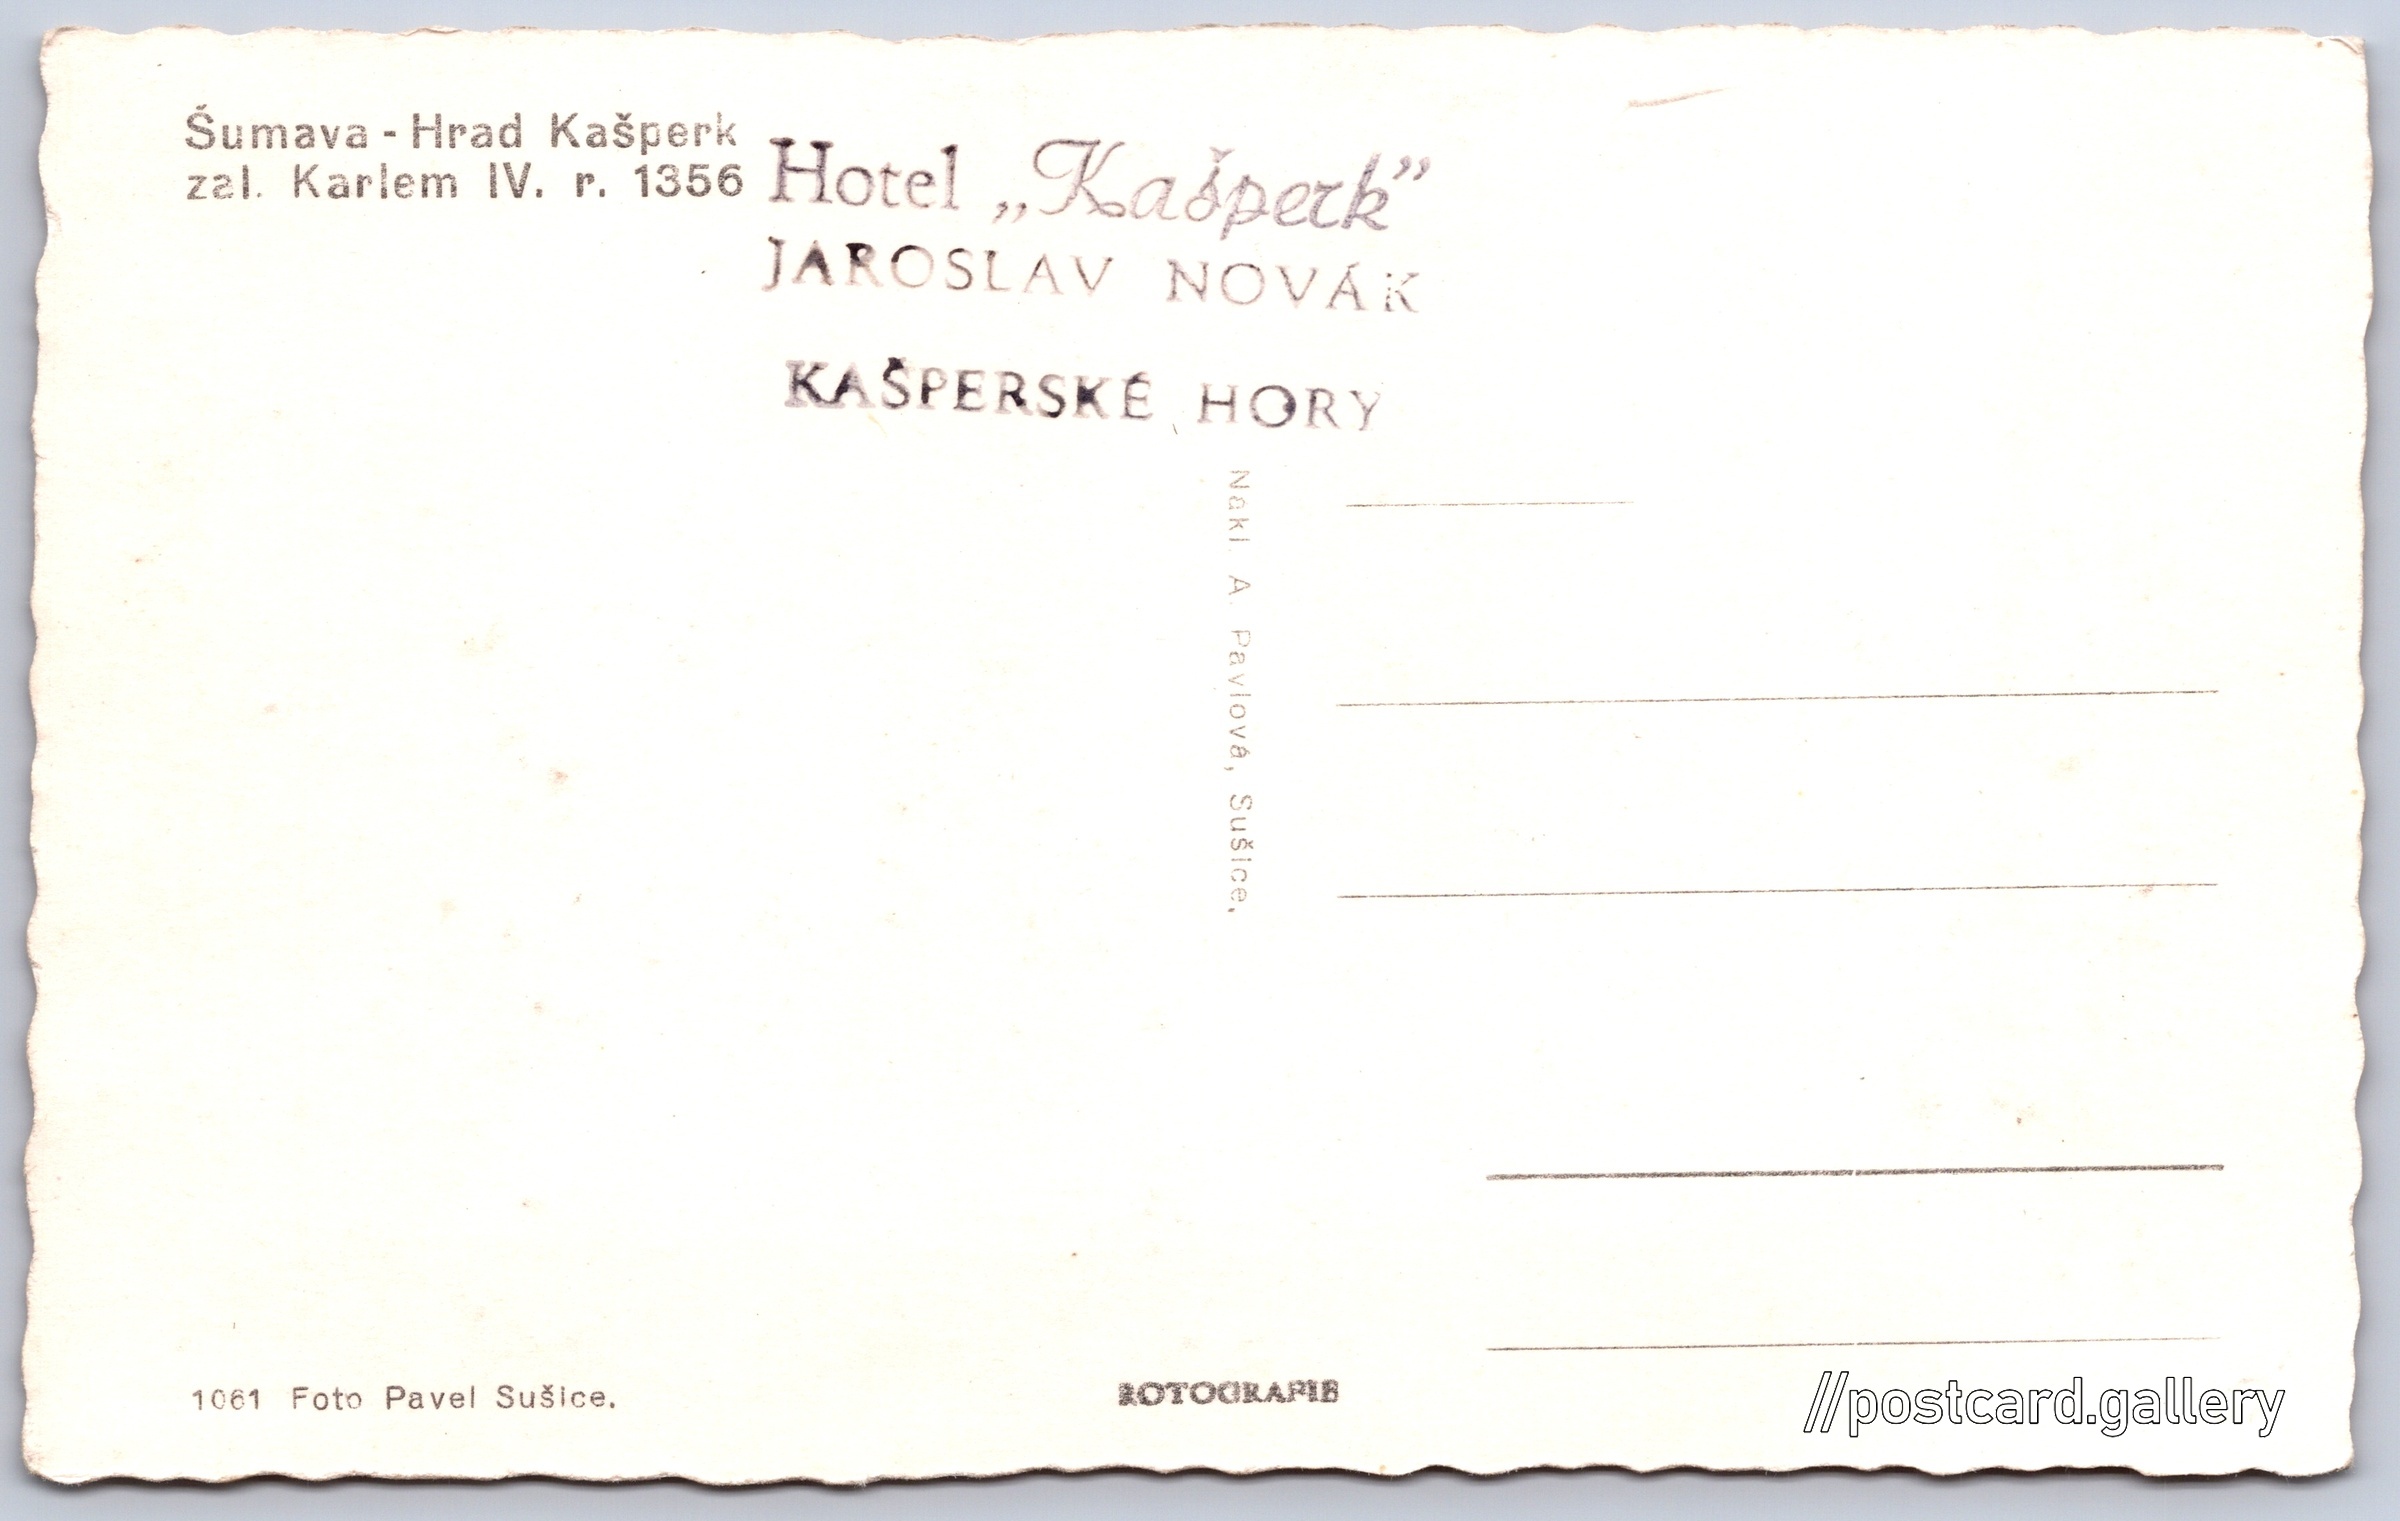 Šumava - Hrad Kašperk
zal. Karlem IV. r. 1356
Hotel „Kašperk”
JAROSLAV NOVÁK
KAŠPERSKÉ HORY
Nakl. A. Pavlová, Sušice.
1061 Foto Pavel Sušice.
ROTOGRAFIE
//postcard.gallery